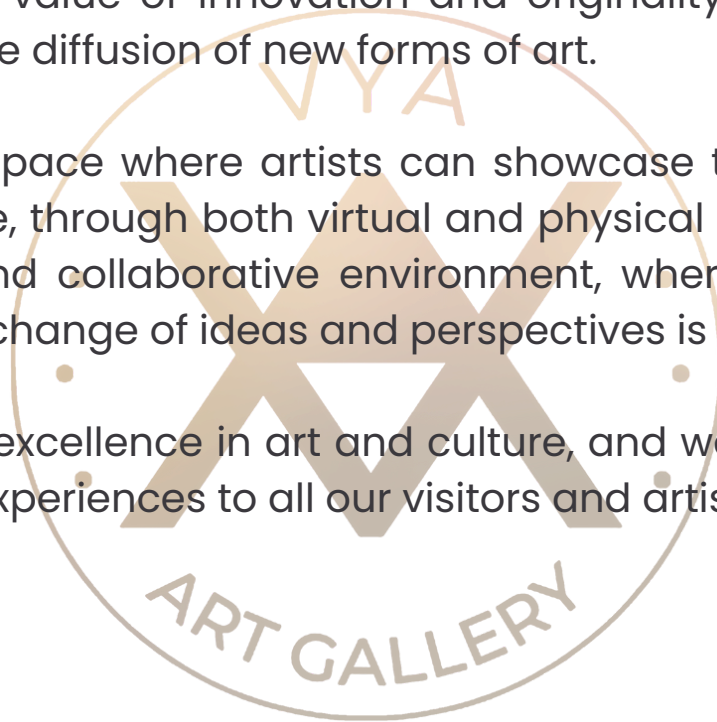 value of innovation and originality
e diffusion of new forms of art.
VYA
pace where artists can showcase t
e, through both virtual and physical
nd collaborative environment, wher
change of ideas and perspectives is
excellence in art and culture, and we
xperiences to all our visitors and artis
ART GALLERY